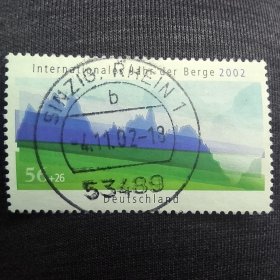 Internationales Jahr der Berge 2002
SINZIG, RHEIN 1
b
-4.11.02-18
53489
56+26
Deutschland